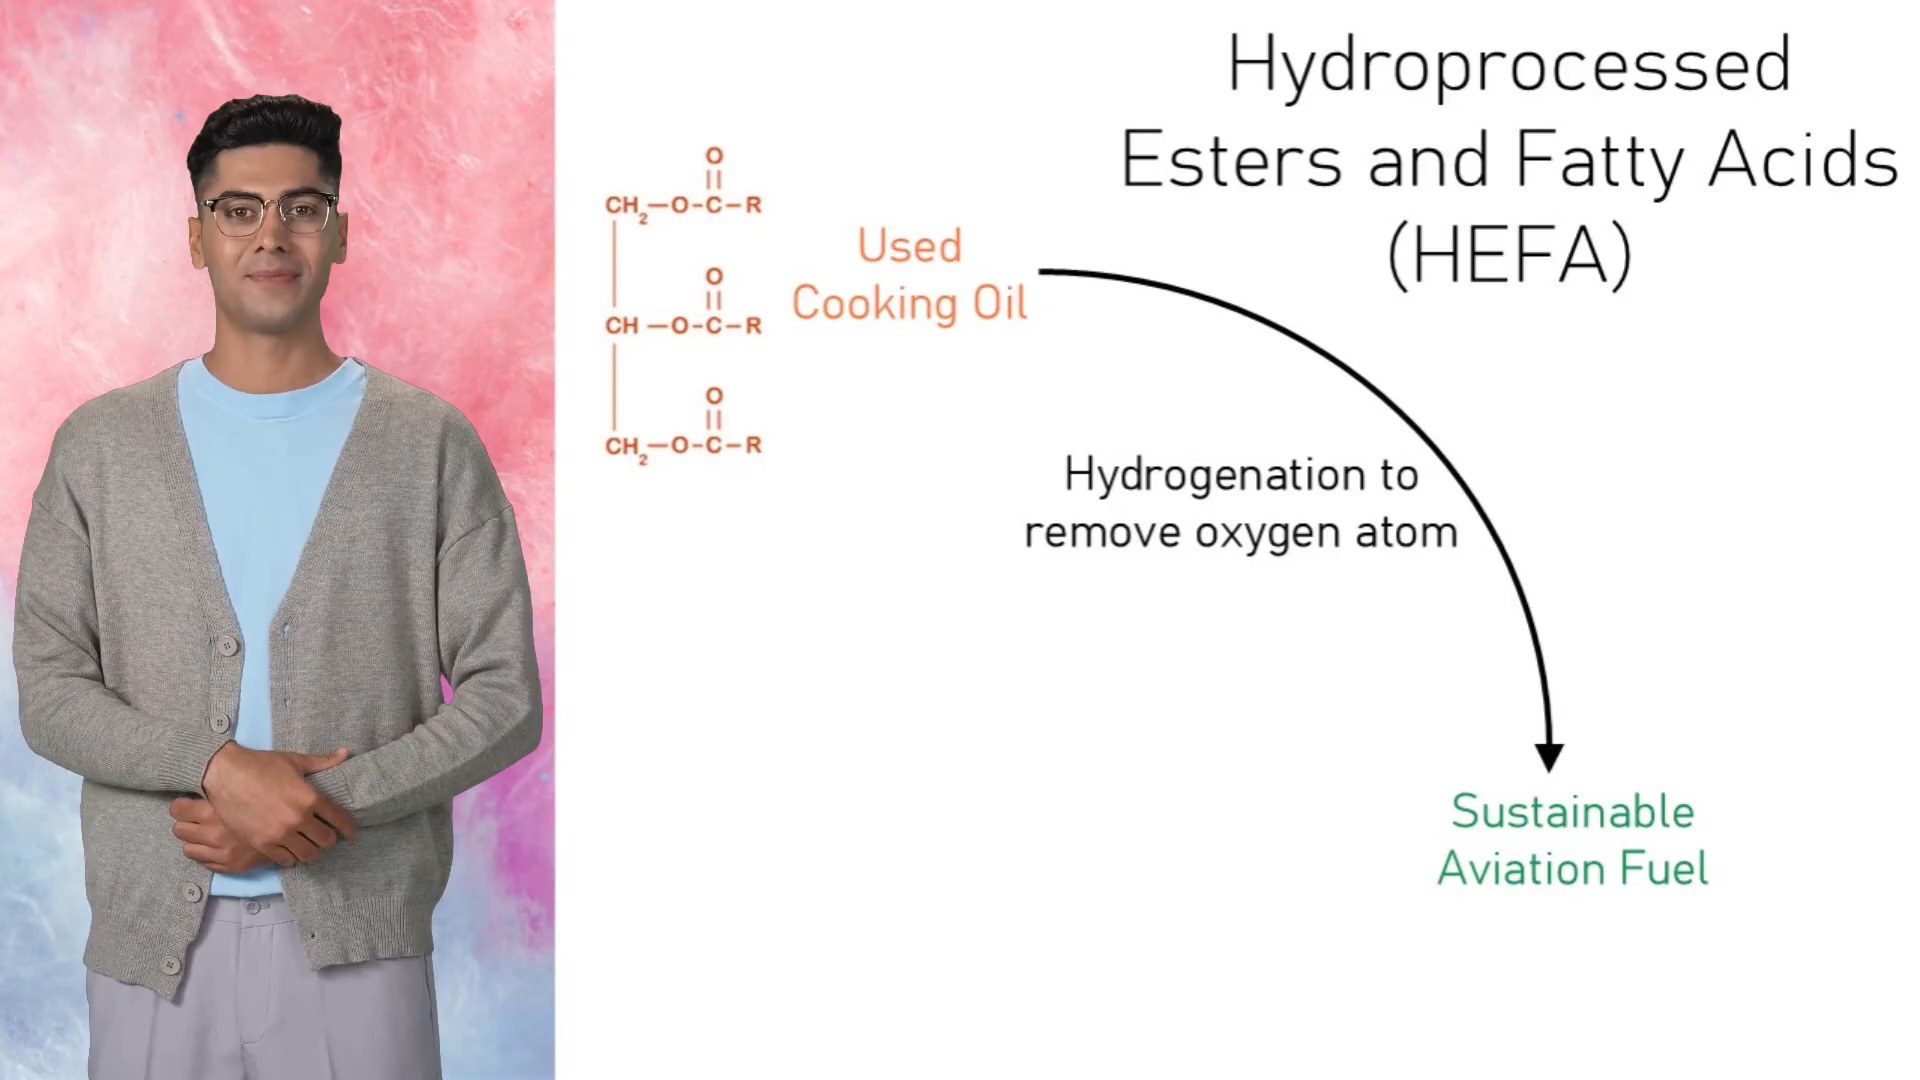 Hydroprocessed
Esters and Fatty Acids
(HEFA)
O
||
CH2—O–C–R
O
||
CH—O–C–R
O
||
CH2—O–C–R
Used
Cooking Oil
Hydrogenation to
remove oxygen atom
Sustainable
Aviation Fuel